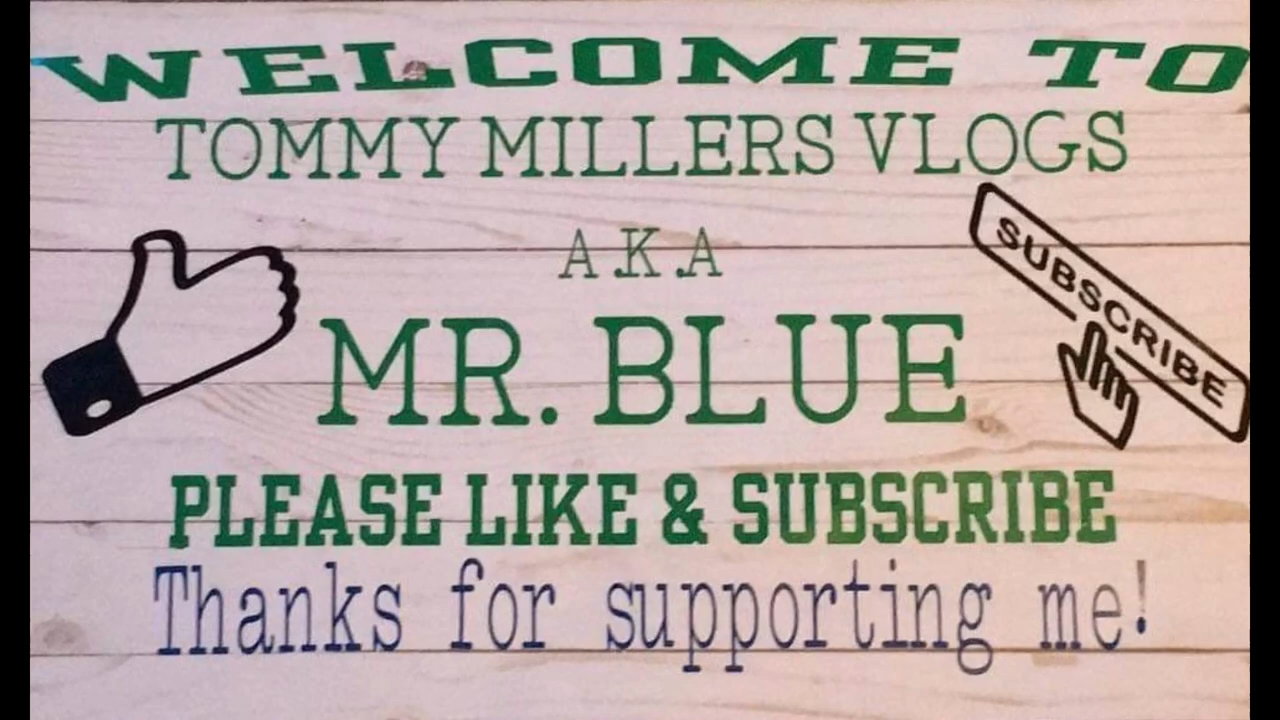 WELCOME TO
TOMMY MILLERS VLOGS
A.K.A
SUBSCRIBE
MR. BLUE
PLEASE LIKE & SUBSCRIBE
Thanks for supporting me!